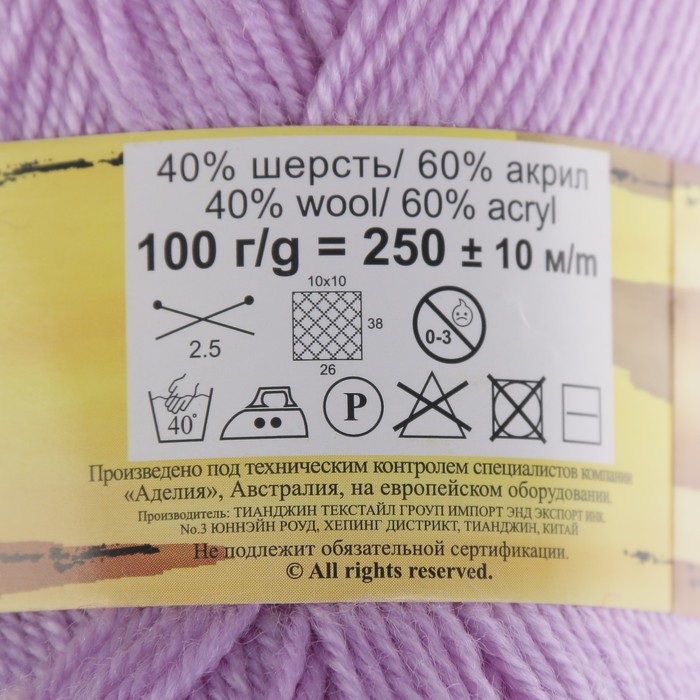 40% шерсть/ 60% акрил
40% wool/ 60% acryl
100 г/g = 250 ± 10 м/m
10x10
38
2.5
26
0-3
40°
P
Произведено под техническим контролем специалистов компании
«Аделия», Австралия, на европейском оборудовании.
Производитель: ТИАНДЖИН ТЕКСТАЙЛ ГРОУП ИМПОРТ ЭНД ЭКСПОРТ ИНК.
No.3 ЮННЭЙН РОУД, ХЕПИНГ ДИСТРИКТ, ТИАНДЖИН, КИТАЙ
Не подлежит обязательной сертификации.
© All rights reserved.